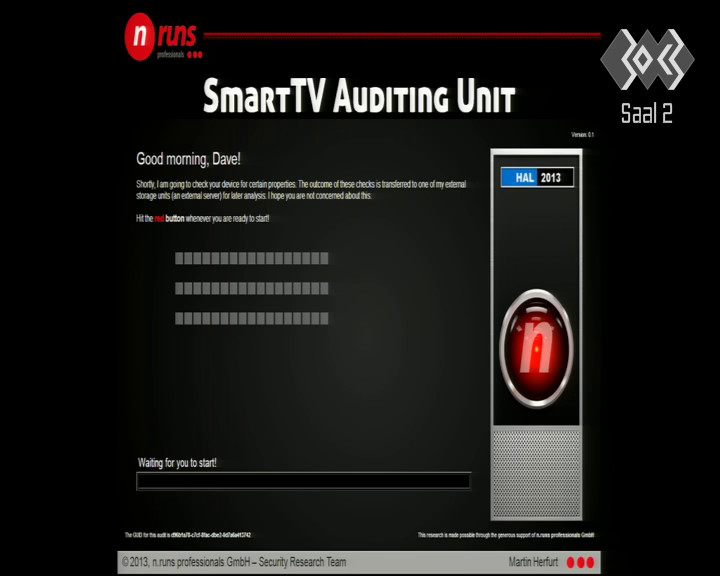 n runs
professionals
Saal 2
SmartTV Auditing Unit
Version: 0.1
Good morning, Dave!
Shortly, I am going to check your device for certain properties. The outcome of these checks is transferred to one of my external
storage units (an external server) for later analysis. I hope you are not concerned about this.
Hit the red button whenever you are ready to start!
HAL 2013
n
Waiting for you to start!
The GUID for this audit is
This research is made possible through the generous support of n.runs professionals GmbH
© 2013, n.runs professionals GmbH – Security Research Team
Martin Herfurt